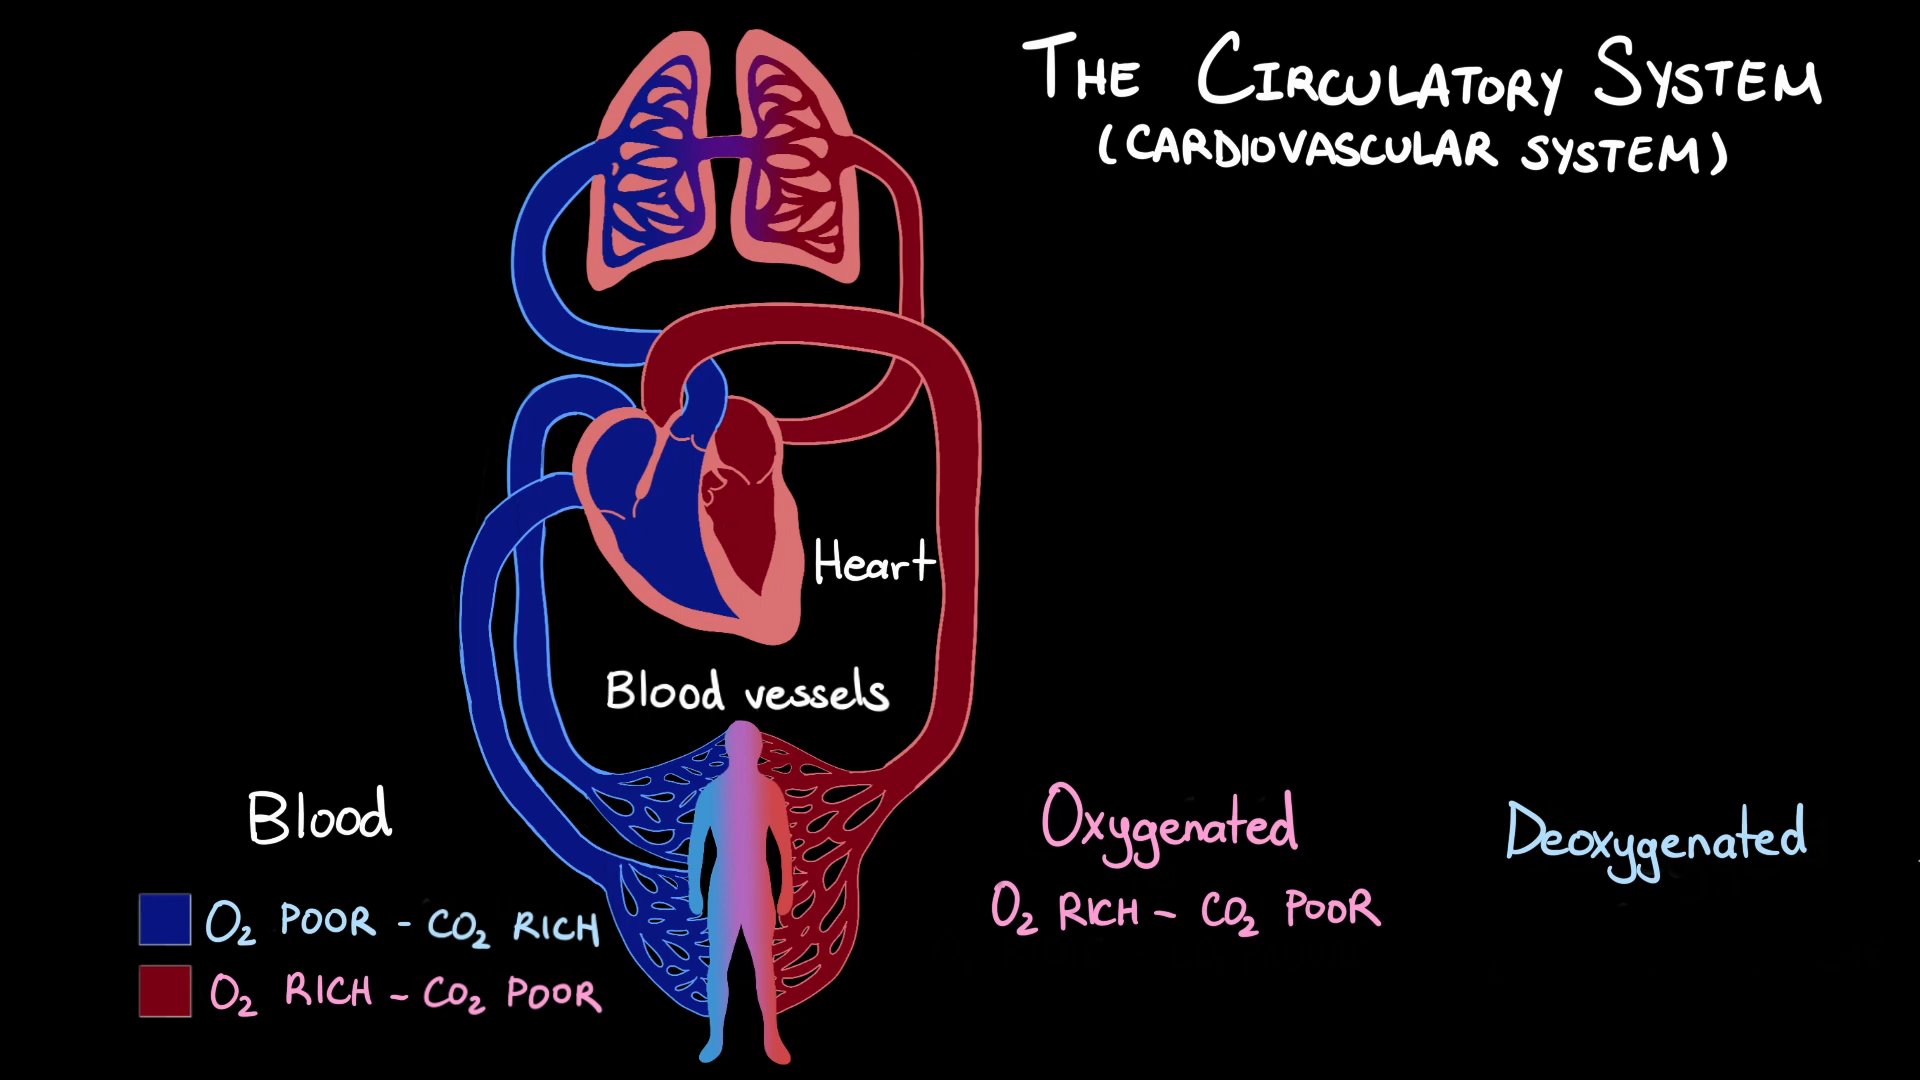 THE CIRCULATORY SYSTEM
(CARDIOVASCULAR SYSTEM)
Heart
Blood vessels
Blood
O₂ POOR - CO₂ RICH
O₂ RICH - CO₂ POOR
Oxygenated
O₂ RICH - CO₂ POOR
Deoxygenated